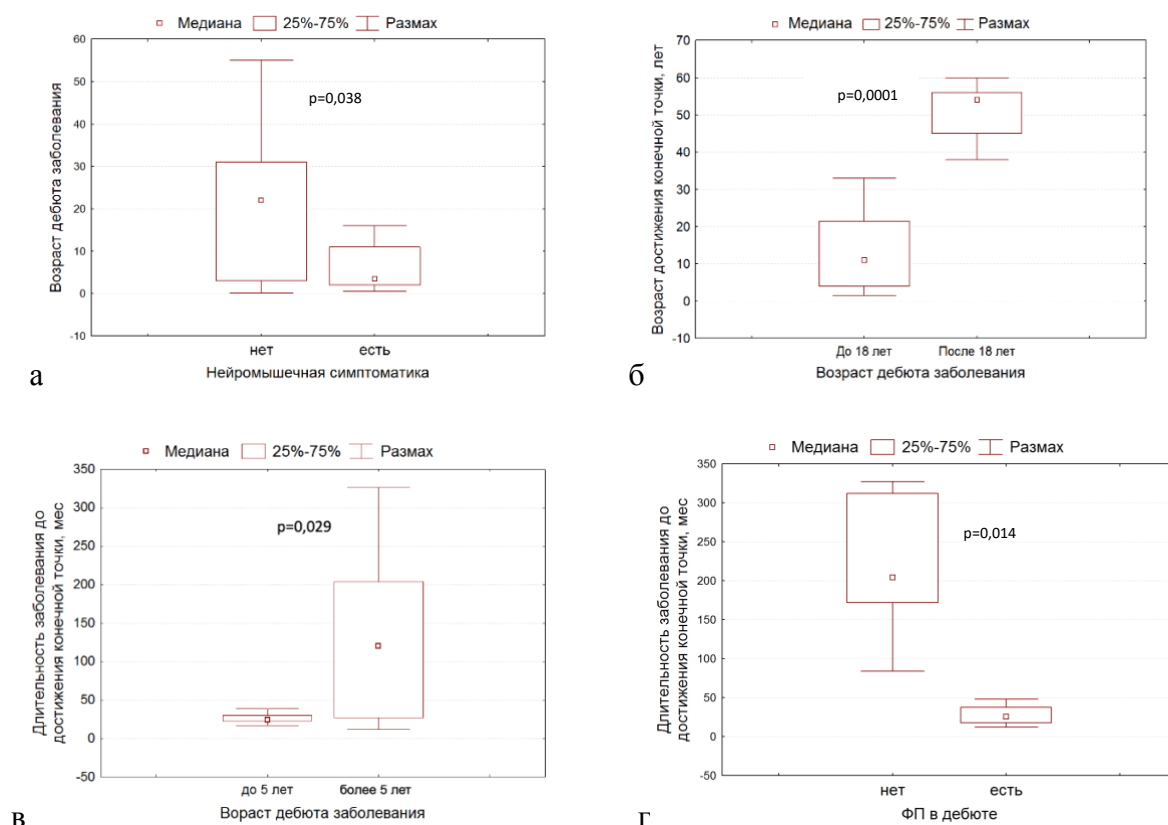 Медиана 25%-75% Размах
Возраст дебюта заболевания
60
50
40
30
20
10
0
-10
p=0,038
нет есть
Нейромышечная симптоматика
а
Медиана 25%-75% Размах
Возраст достижения конечной точки, лет
70
60
50
40
30
20
10
0
-10
p=0,0001
До 18 лет После 18 лет
Возраст дебюта заболевания
б
Медиана 25%-75% Размах
Длительность заболевания до
достижения конечной точки, мес
350
300
250
200
150
100
50
0
-50
p=0,029
до 5 лет более 5 лет
Вораст дебюта заболевания
в
Медиана 25%-75% Размах
Длительность заболевания до
достижения конечной точки, мес
350
300
250
200
150
100
50
0
-50
p=0,014
нет есть
ФП в дебюте
г